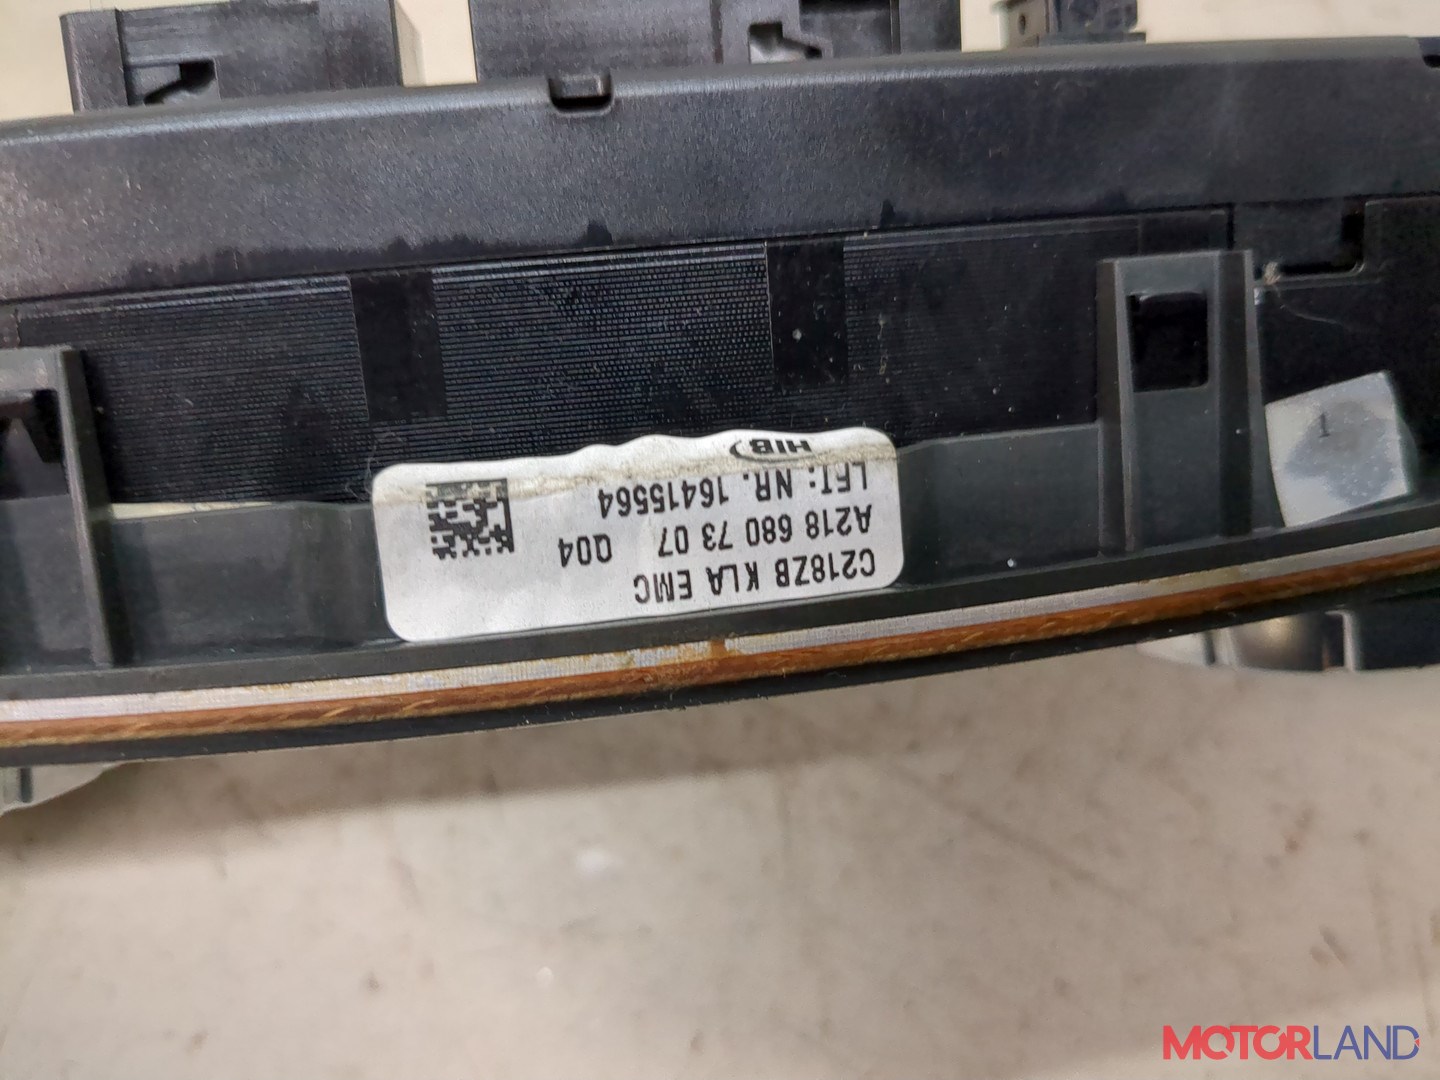 C218ZB KLA EMC
A218 680 73 07 Q04
LFT: NR. 16415564
HIB
1
MOTORLAND